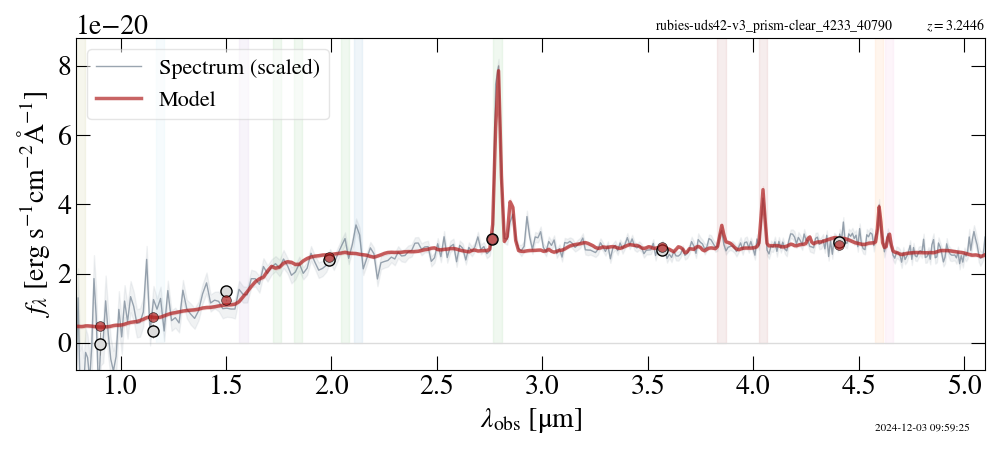 1e−20
rubies-uds42-v3_prism-clear_4233_40790 z = 3.2446
Spectrum (scaled)
Model
8
6
4
2
0
fλ [erg s⁻¹cm⁻²Å⁻¹]
1.0 1.5 2.0 2.5 3.0 3.5 4.0 4.5 5.0
λobs [μm]
2024-12-03 09:59:25